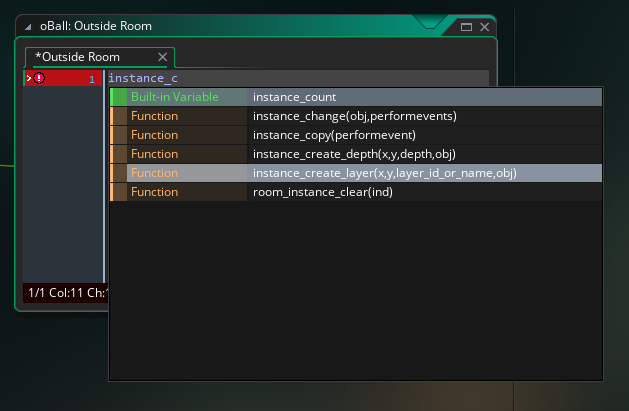 oBall: Outside Room
*Outside Room
1 instance_c
Built-in Variable instance_count
Function instance_change(obj,performevents)
Function instance_copy(performevent)
Function instance_create_depth(x,y,depth,obj)
Function instance_create_layer(x,y,layer_id_or_name,obj)
Function room_instance_clear(ind)
1/1 Col:11 Ch: